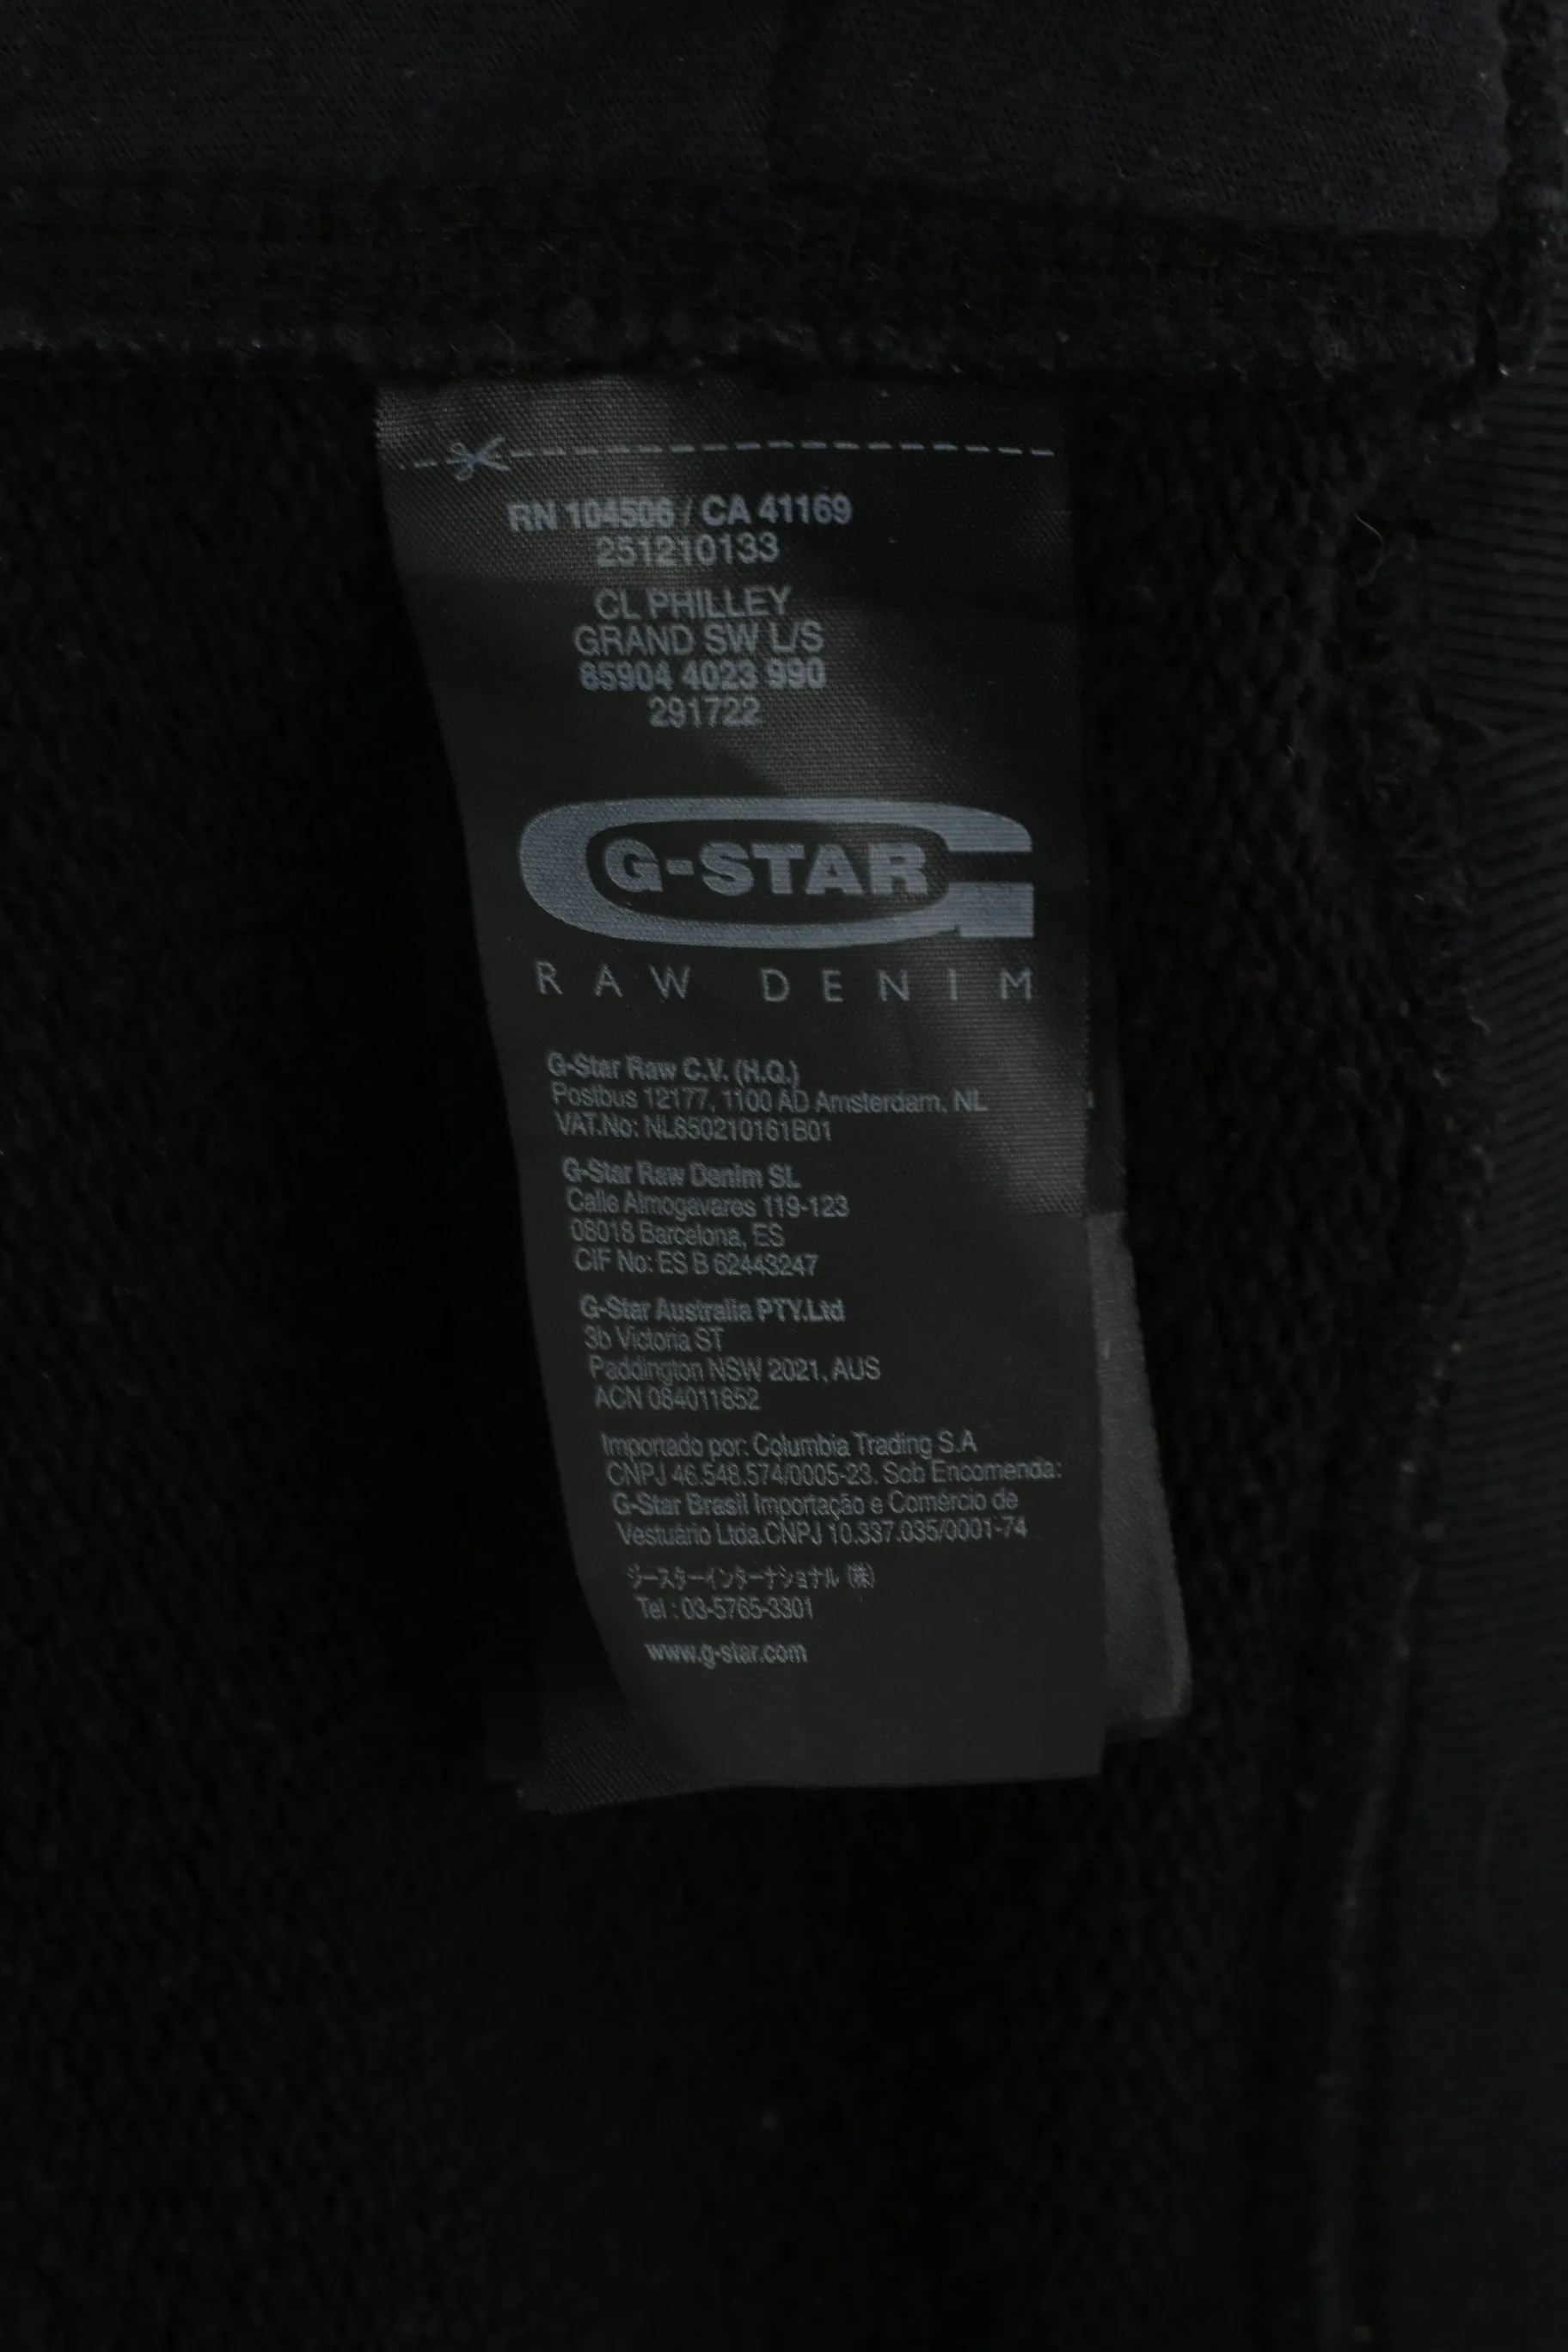 RN 104506 / CA 41169
251210133
CL PHILLEY
GRAND SW L/S
85904 4023 990
291722
G-STAR
RAW DENIM
G-Star Raw C.V. (H.Q.)
Postbus 12177, 1100 AD Amsterdam, NL
VAT.No: NL850210161B01
G-Star Raw Denim SL
Calle Almogavares 119-123
08018 Barcelona, ES
CIF No: ES B 62443247
G-Star Australia PTY.Ltd
3b Victoria ST
Paddington NSW 2021, AUS
ACN 084011852
Importado por: Columbia Trading S.A
CNPJ 46.548.574/0005-23. Sob Encomenda:
G-Star Brasil Importação e Comércio de
Vestuário Ltda.CNPJ 10.337.035/0001-74
ジースターインターナショナル (株)
Tel : 03-5765-3301
www.g-star.com